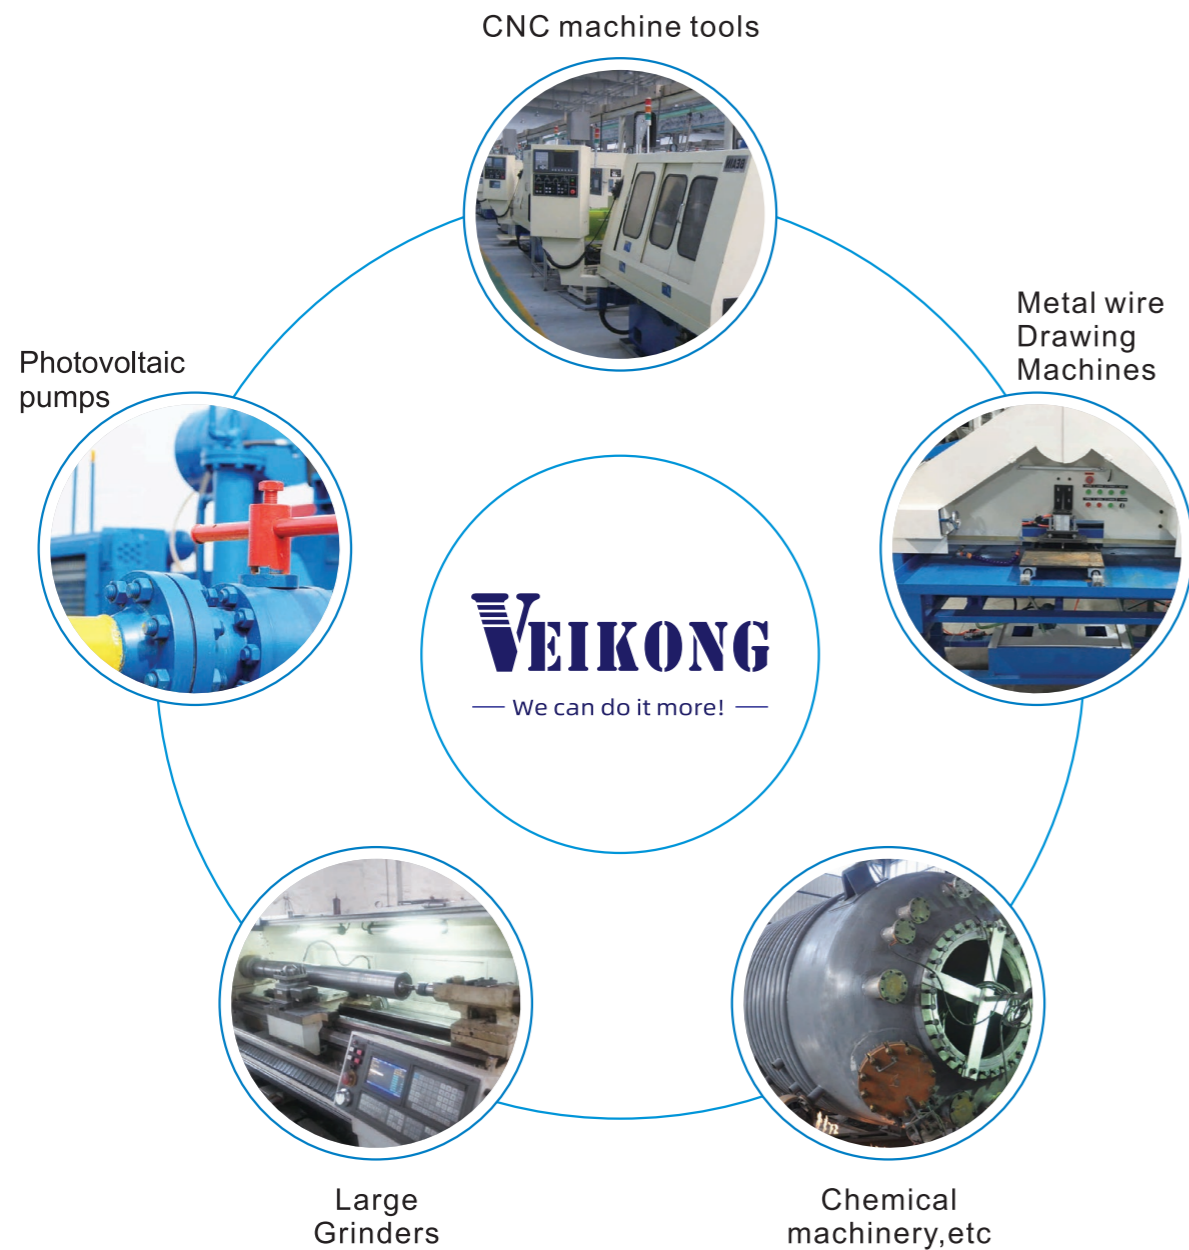 CNC machine tools
Metal wire
Drawing
Machines
Photovoltaic
pumps
VEIKONG
We can do it more!
Large
Grinders
Chemical
machinery,etc